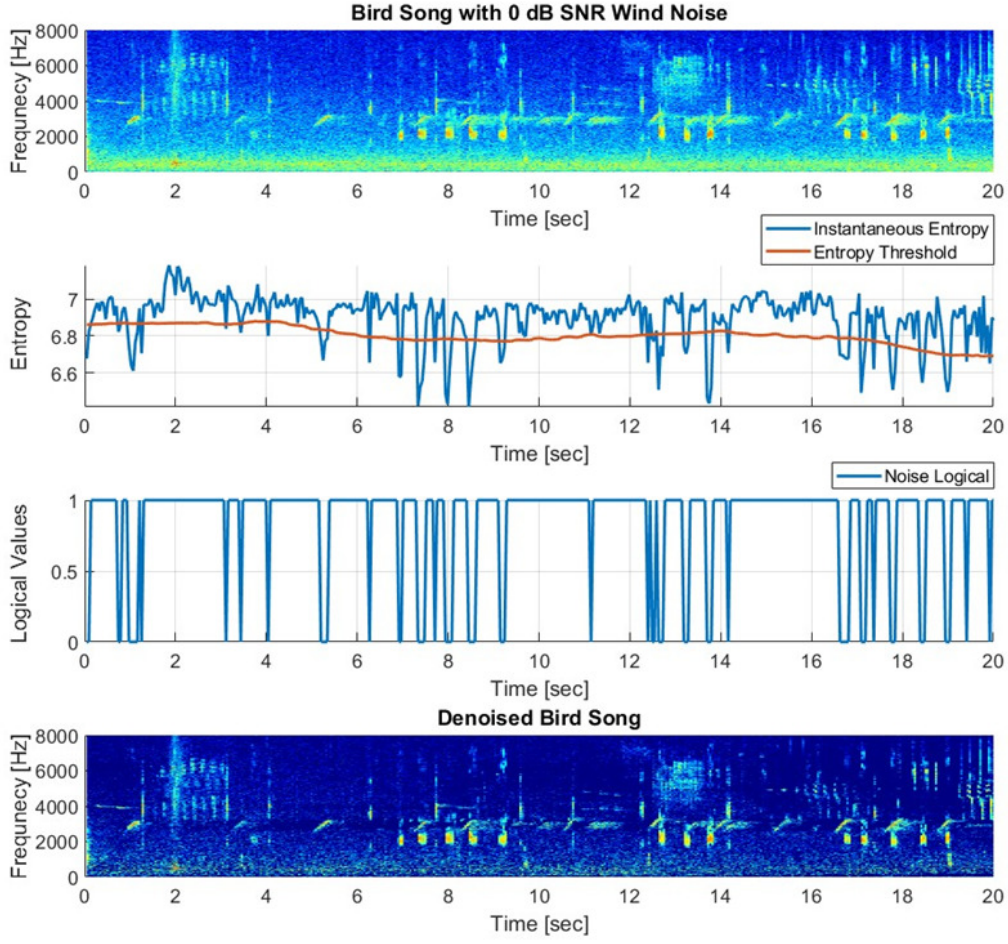 Bird Song with 0 dB SNR Wind Noise
8000
6000
4000
2000
0
Frequnecy [Hz]
0 2 4 6 8 10 12 14 16 18 20
Time [sec]
Instantaneous Entropy
Entropy Threshold
7
6.8
6.6
Entropy
0 2 4 6 8 10 12 14 16 18 20
Time [sec]
Noise Logical
1
0.5
0
Logical Values
0 2 4 6 8 10 12 14 16 18 20
Time [sec]
Denoised Bird Song
8000
6000
4000
2000
0
Frequnecy [Hz]
0 2 4 6 8 10 12 14 16 18 20
Time [sec]